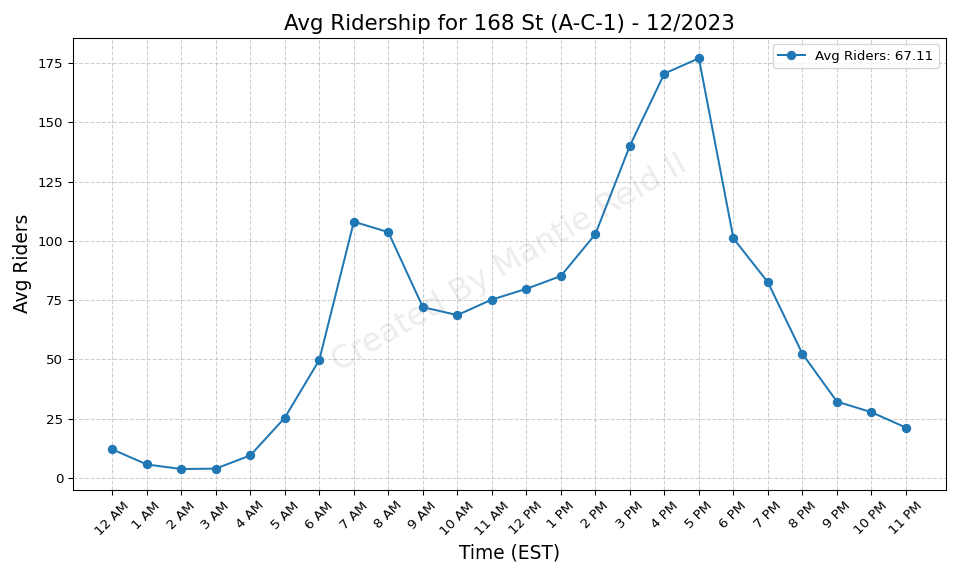 Avg Ridership for 168 St (A-C-1) - 12/2023
Avg Riders: 67.11
175
150
125
100
75
50
25
0
Avg Riders
Created By Mantie Reid II
12 AM
1 AM
2 AM
3 AM
4 AM
5 AM
6 AM
7 AM
8 AM
9 AM
10 AM
11 AM
12 PM
1 PM
2 PM
3 PM
4 PM
5 PM
6 PM
7 PM
8 PM
9 PM
10 PM
11 PM
Time (EST)